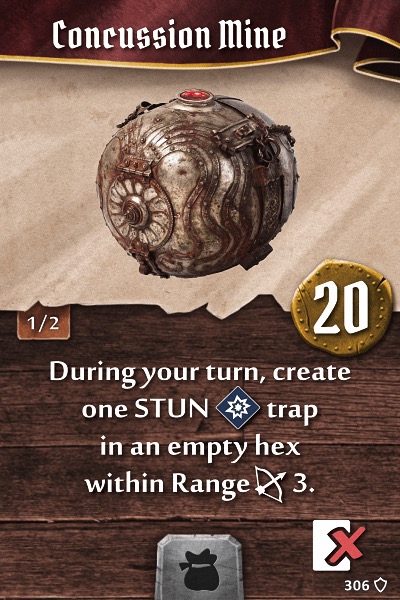 Concussion Mine
20
1/2
During your turn, create
one STUN trap
in an empty hex
within Range 3.
306